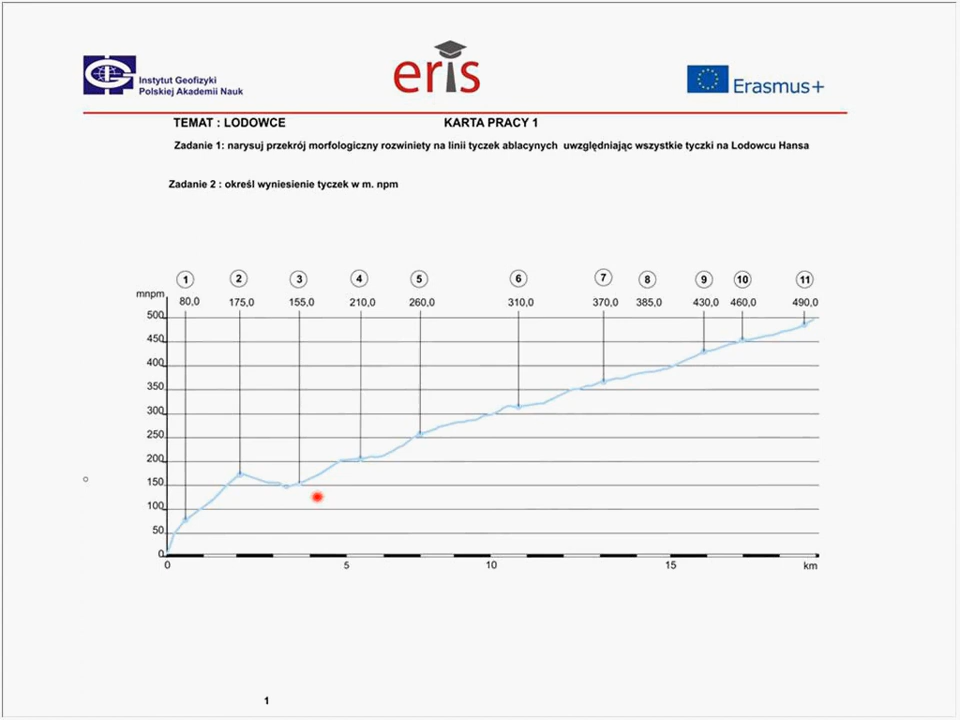 Instytut Geofizyki
Polskiej Akademii Nauk
eris
Erasmus+
TEMAT : LODOWCE KARTA PRACY 1
Zadanie 1: narysuj przekrój morfologiczny rozwiniety na linii tyczek ablacynych uwzględniając wszystkie tyczki na Lodowcu Hansa
Zadanie 2 : określ wyniesienie tyczek w m. npm
1 2 3 4 5 6 7 8 9 10 11
mnpm 80,0 175,0 155,0 210,0 260,0 310,0 370,0 385,0 430,0 460,0 490,0
500
450
400
350
300
250
200
150
100
50
0
0 5 10 15 km
1